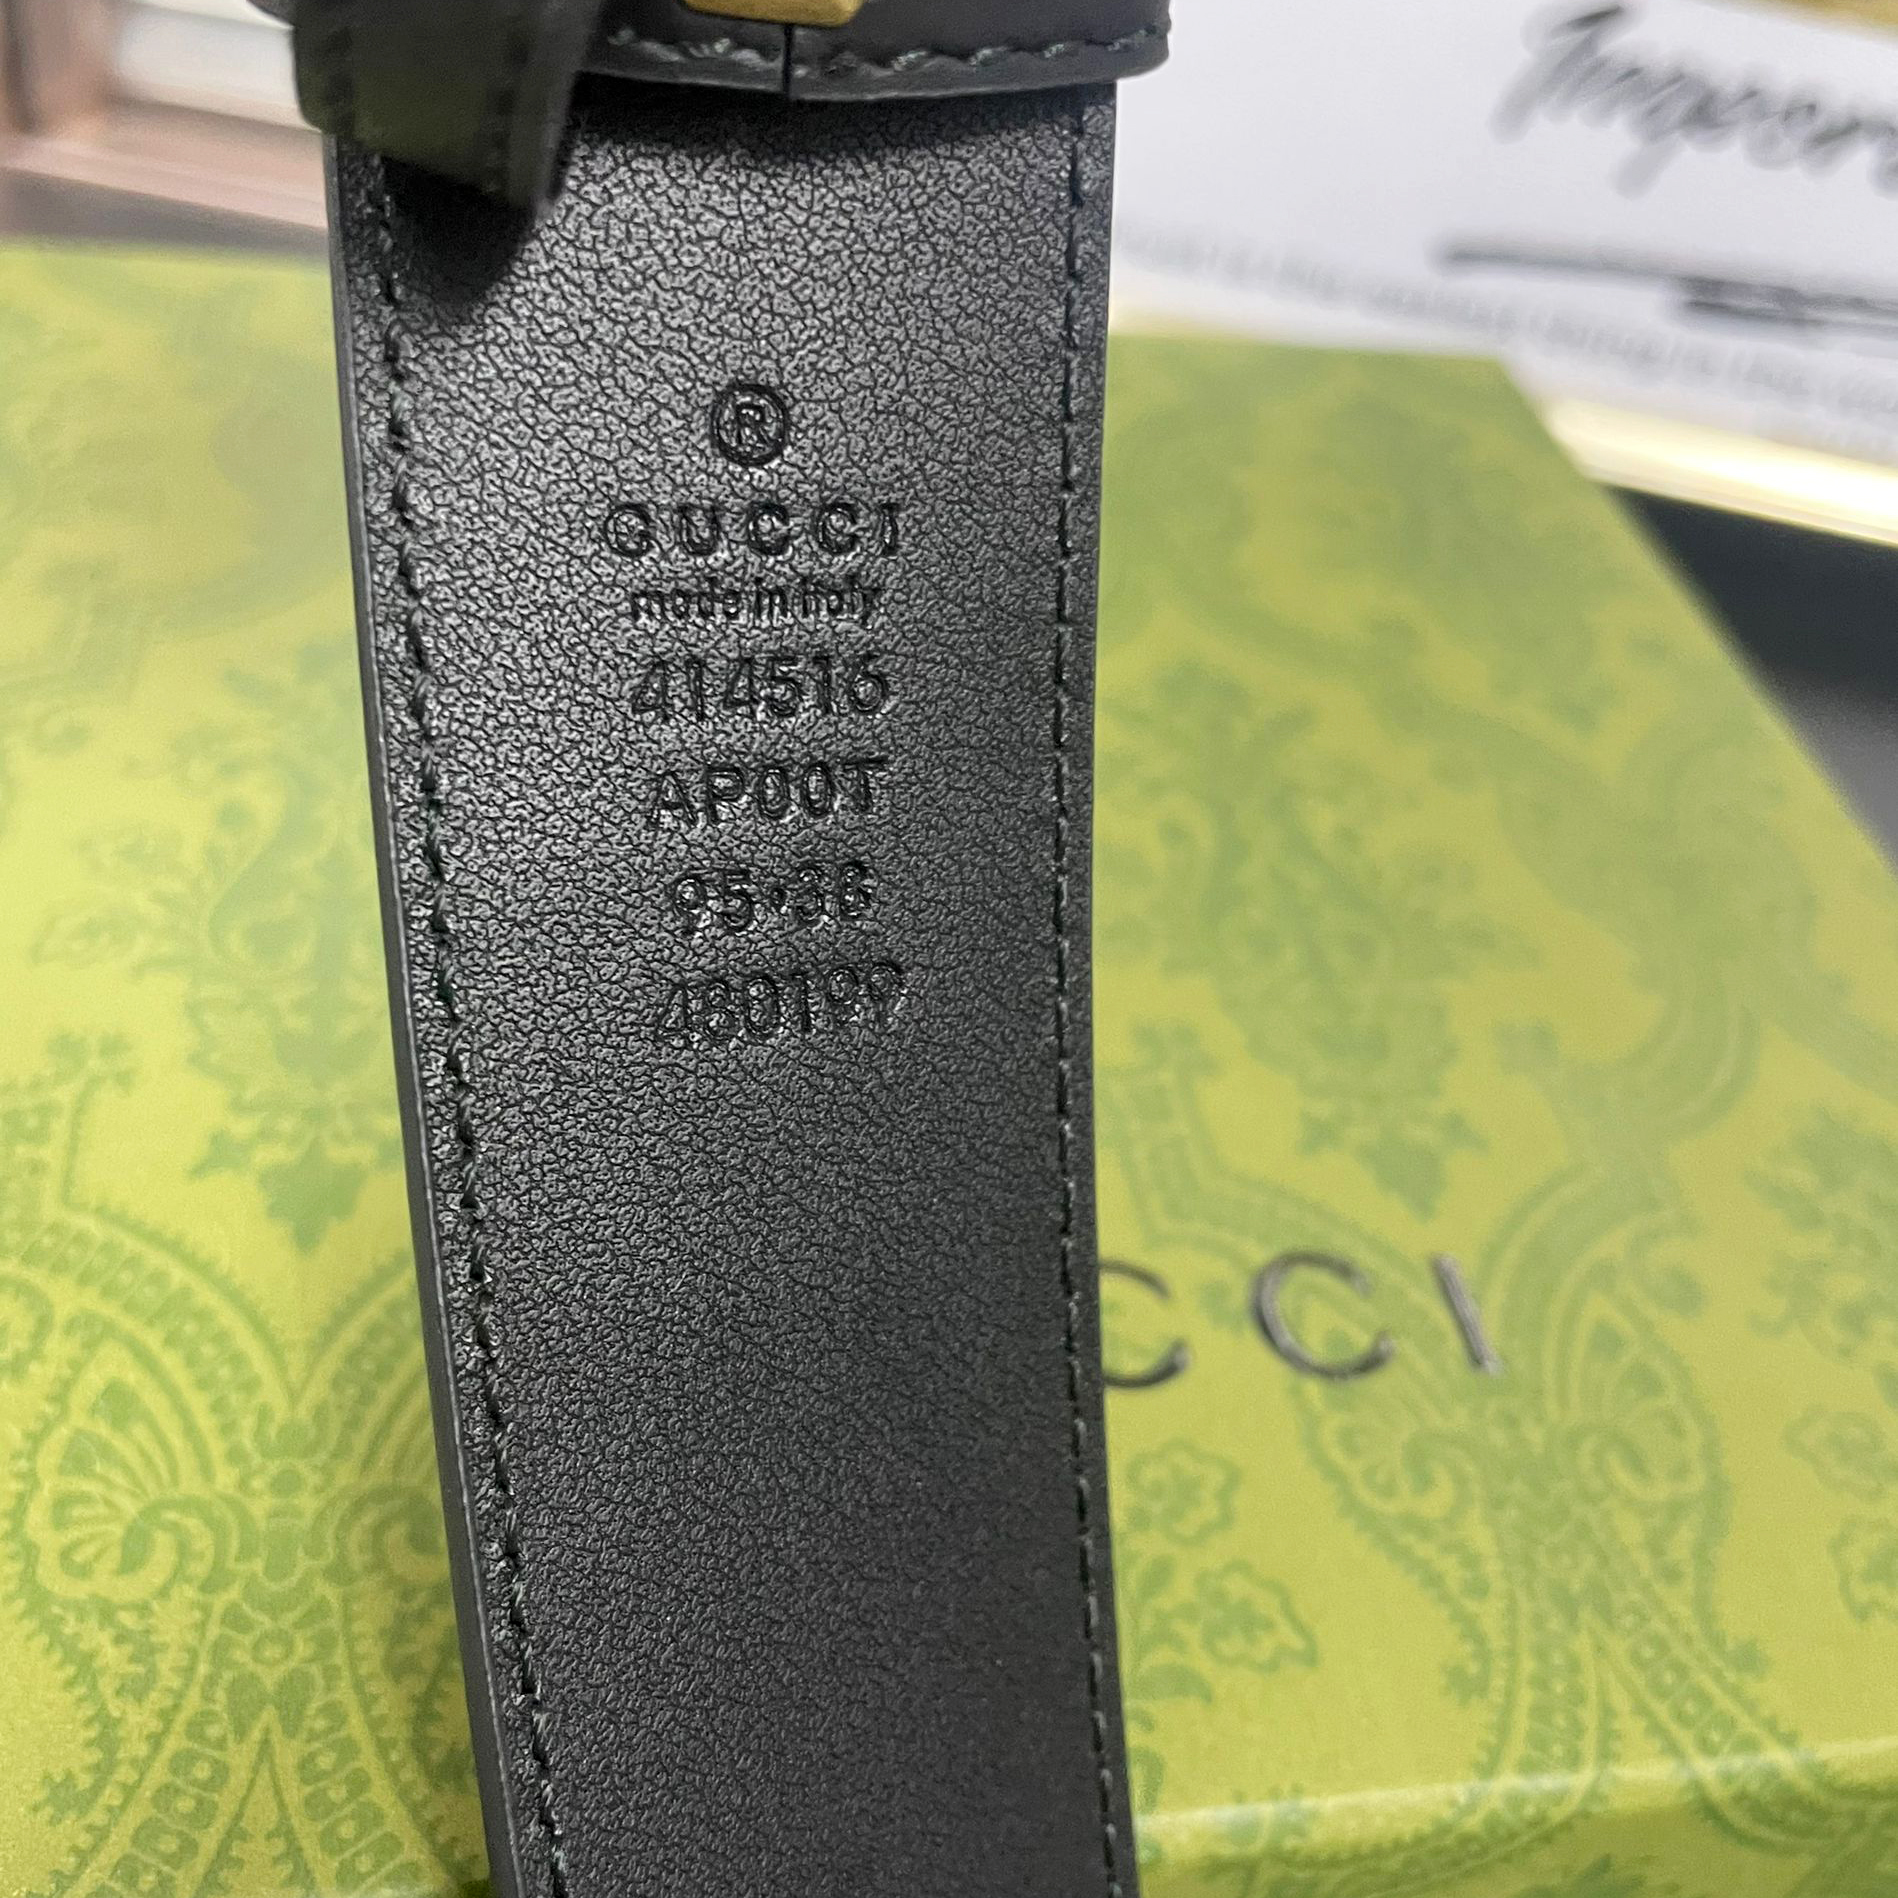 ®
GUCCI
made in Italy
414516
AP00T
95·38
480199
CCI